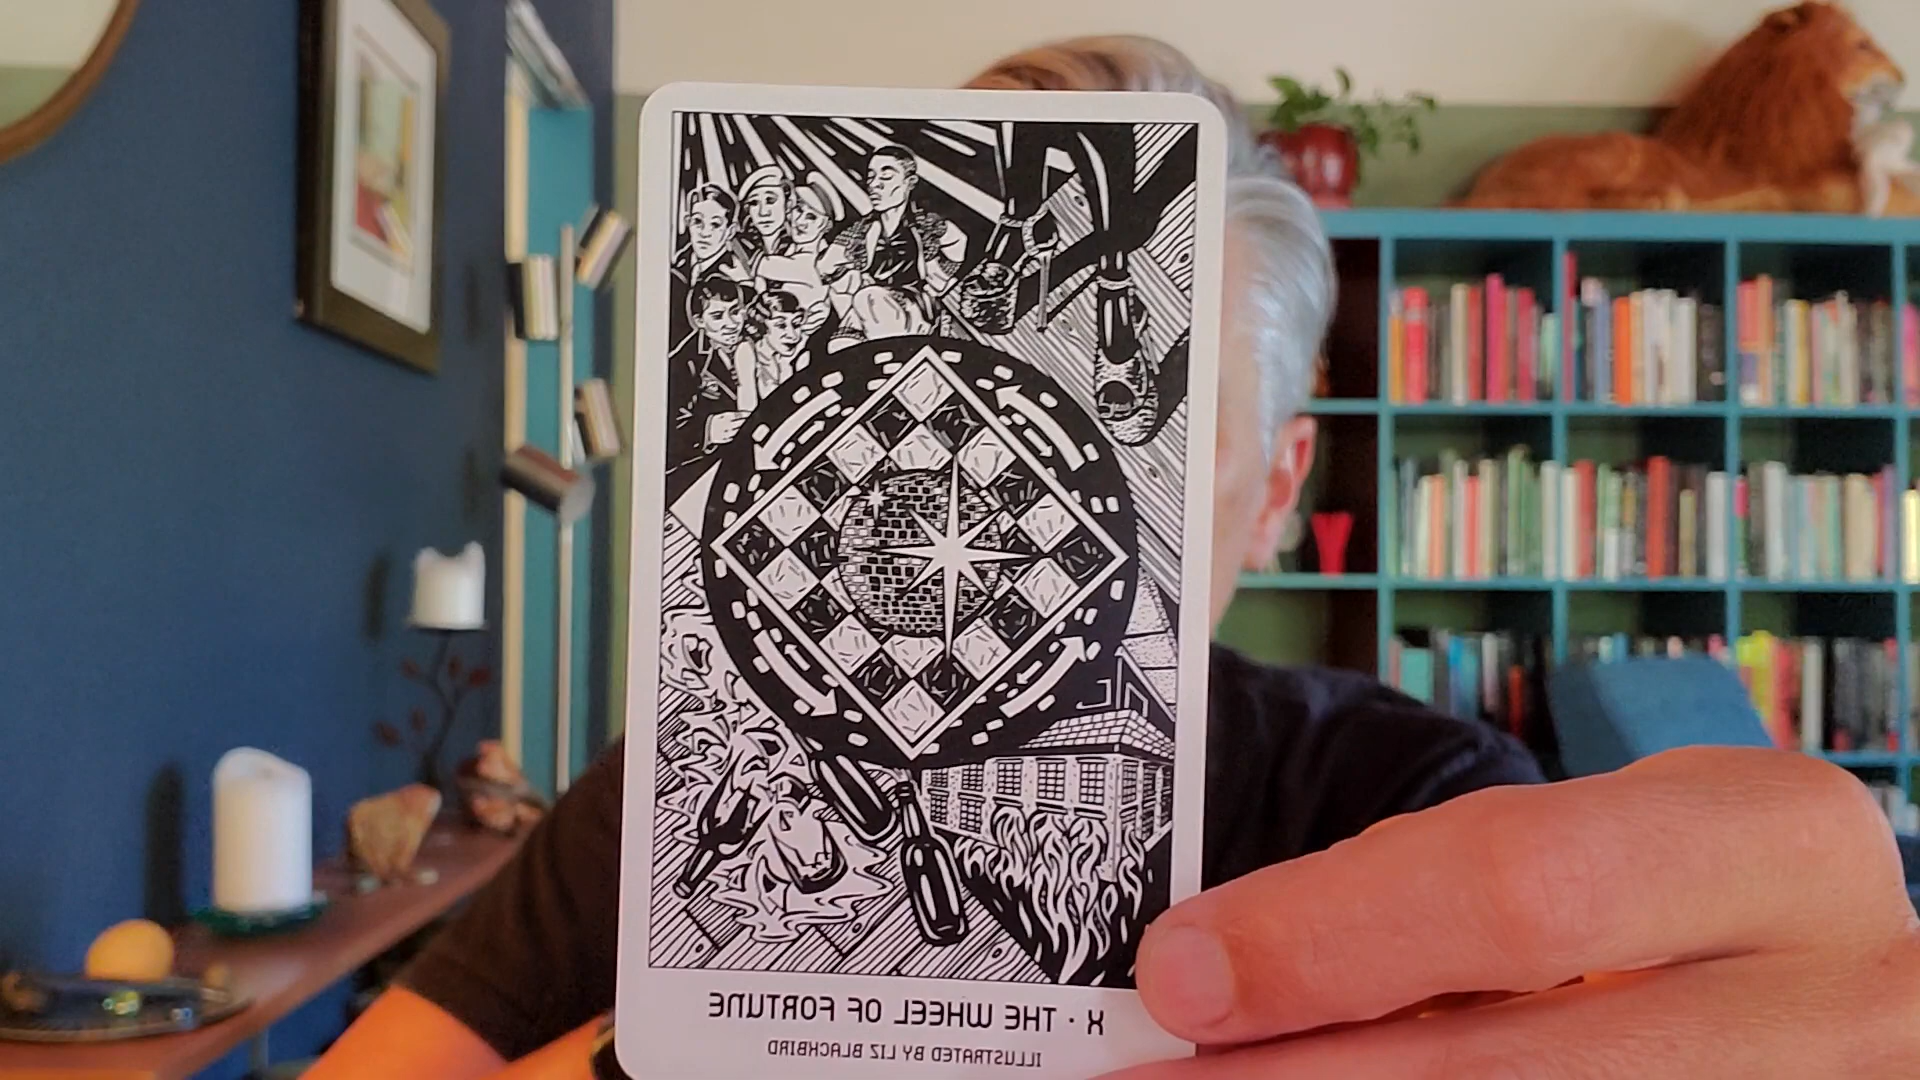 X · THE WHEEL OF FORTUNE
ILLUSTRATED BY LIZ BLACKBIRD